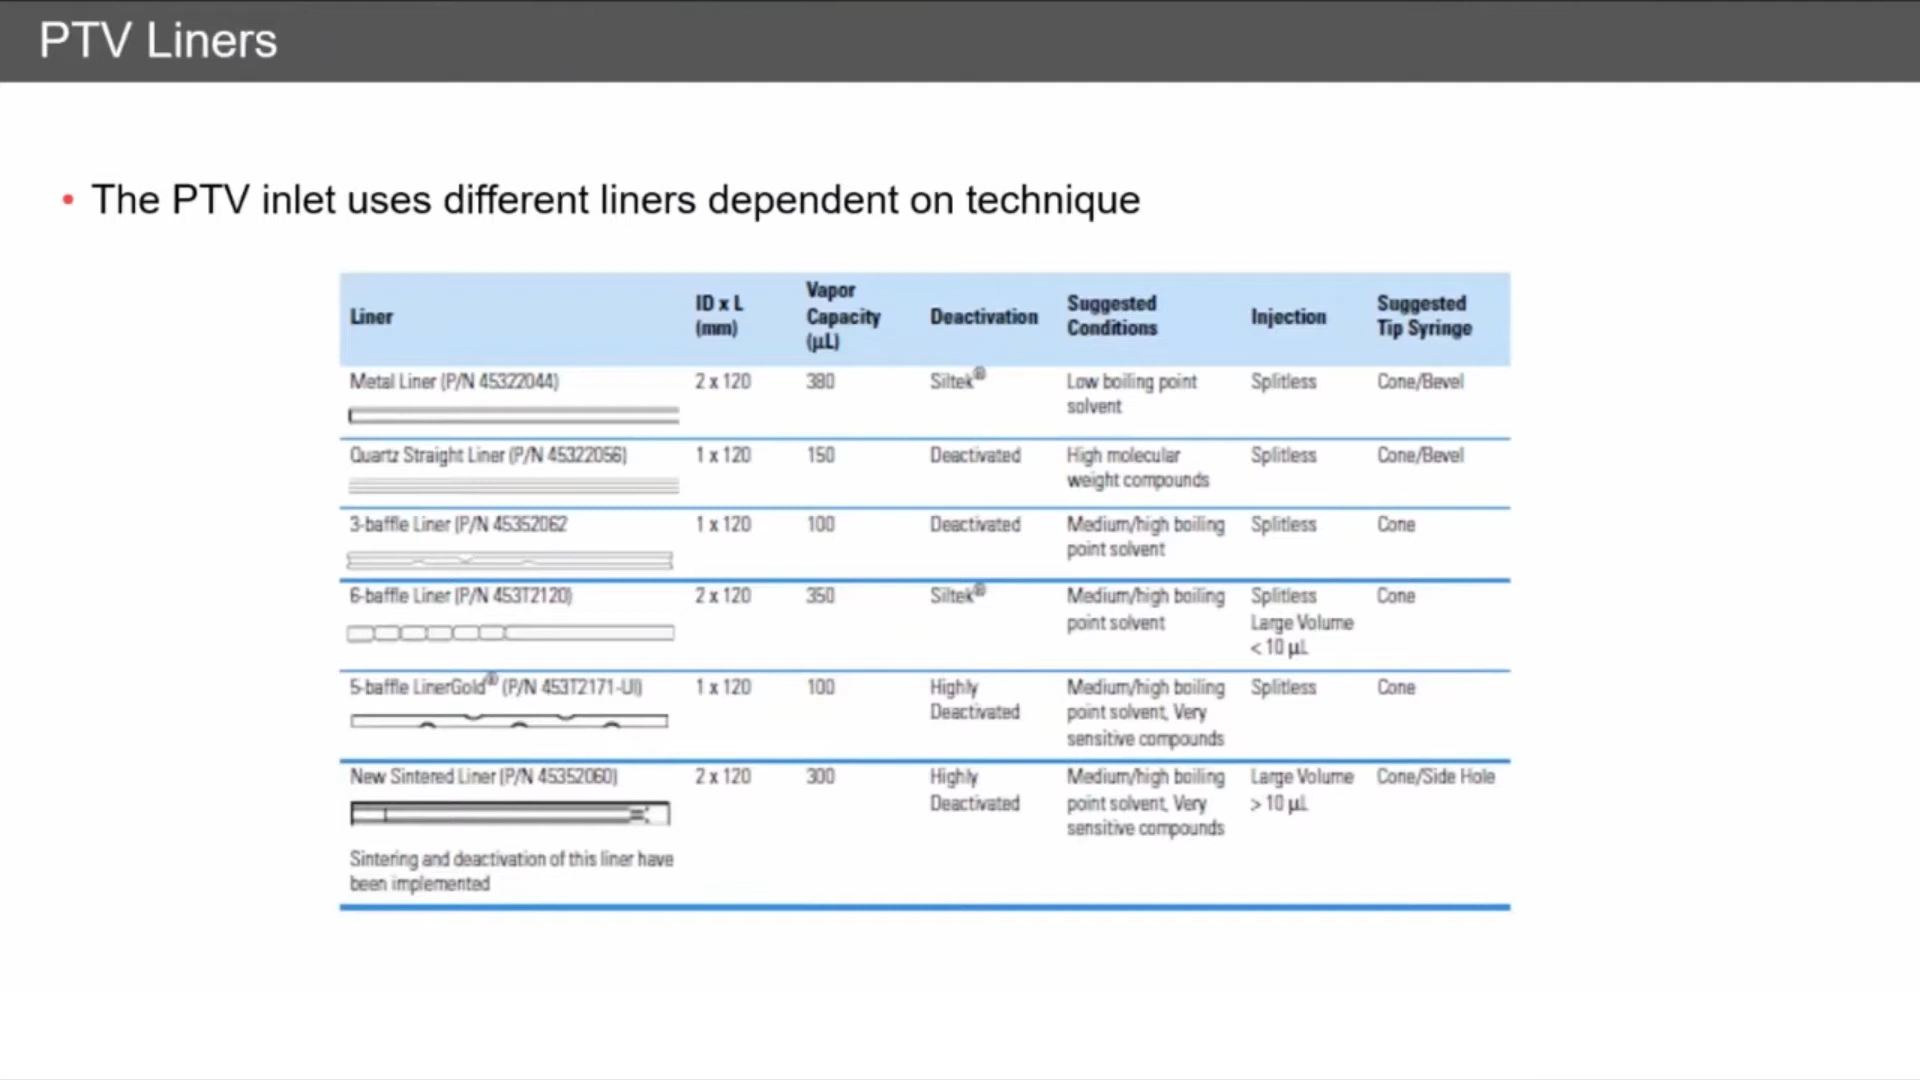 PTV Liners
• The PTV inlet uses different liners dependent on technique
Liner
ID x L
(mm)
Vapor
Capacity
(µL)
Deactivation
Suggested
Conditions
Injection
Suggested
Tip Syringe
Metal Liner (P/N 45322044)
2 x 120
380
Siltek®
Low boiling point
solvent
Splitless
Cone/Bevel
Quartz Straight Liner (P/N 45322056)
1 x 120
150
Deactivated
High molecular
weight compounds
Splitless
Cone/Bevel
3-baffle Liner (P/N 45352062
1 x 120
100
Deactivated
Medium/high boiling
point solvent
Splitless
Cone
6-baffle Liner (P/N 453T2120)
2 x 120
350
Siltek®
Medium/high boiling
point solvent
Splitless
Large Volume
< 10 µL
Cone
5-baffle LinerGold® (P/N 453T2171-UI)
1 x 120
100
Highly
Deactivated
Medium/high boiling
point solvent, Very
sensitive compounds
Splitless
Cone
New Sintered Liner (P/N 45352060)
2 x 120
300
Highly
Deactivated
Medium/high boiling
point solvent, Very
sensitive compounds
Large Volume
> 10 µL
Cone/Side Hole
Sintering and deactivation of this liner have
been implemented